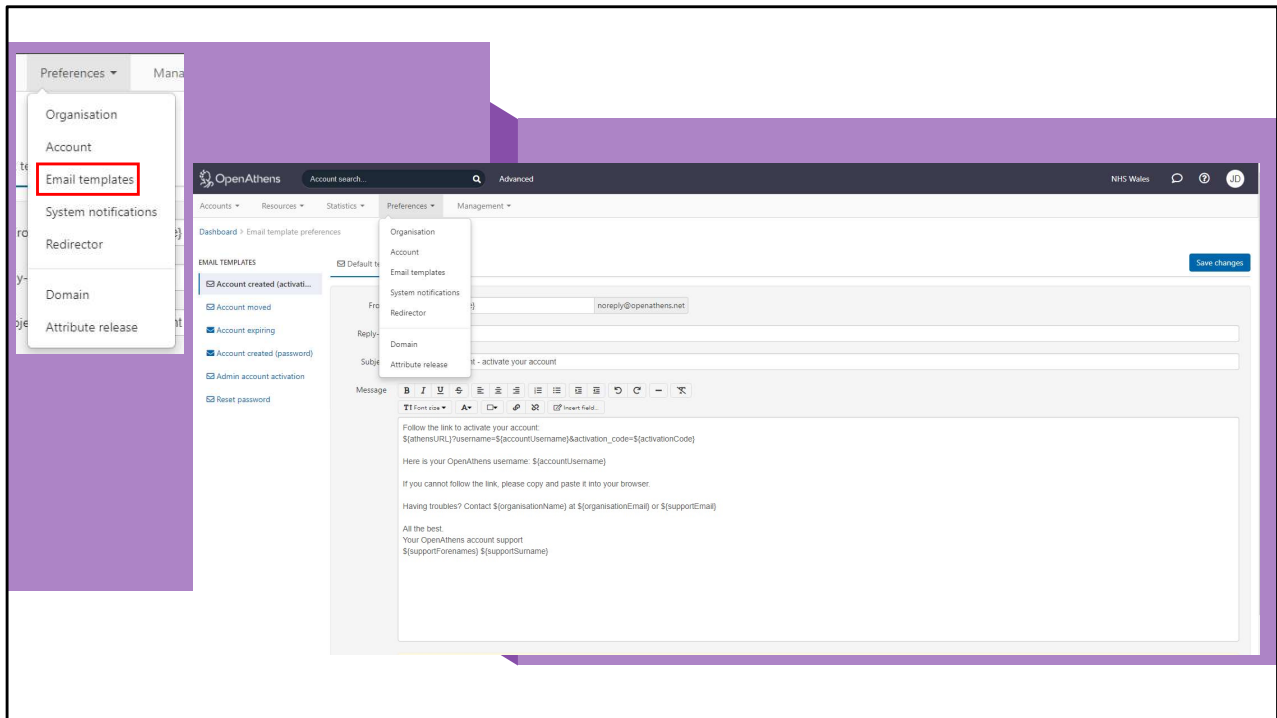 Preferences
Organisation
Account
Email templates
System notifications
Redirector
Domain
Attribute release
OpenAthens Account search... Advanced NHS Wales JD
Accounts Resources Statistics Preferences Management
Dashboard > Email template preferences
Organisation
Account
Email templates
System notifications
Redirector
Domain
Attribute release
EMAIL TEMPLATES
Account created (activati...
Account moved
Account expiring
Account created (password)
Admin account activation
Reset password
Default Save changes
noreply@openathens.net
- activate your account
Message B I U S
Font size A Insert field...
Follow the link to activate your account:
${athensURL}?username=${accountUsername}&activation_code=${activationCode}
Here is your OpenAthens username: ${accountUsername}
If you cannot follow the link, please copy and paste it into your browser.
Having troubles? Contact ${organisationName} at ${organisationEmail} or ${supportEmail}
All the best.
Your OpenAthens account support
${supportForenames} ${supportSurname}